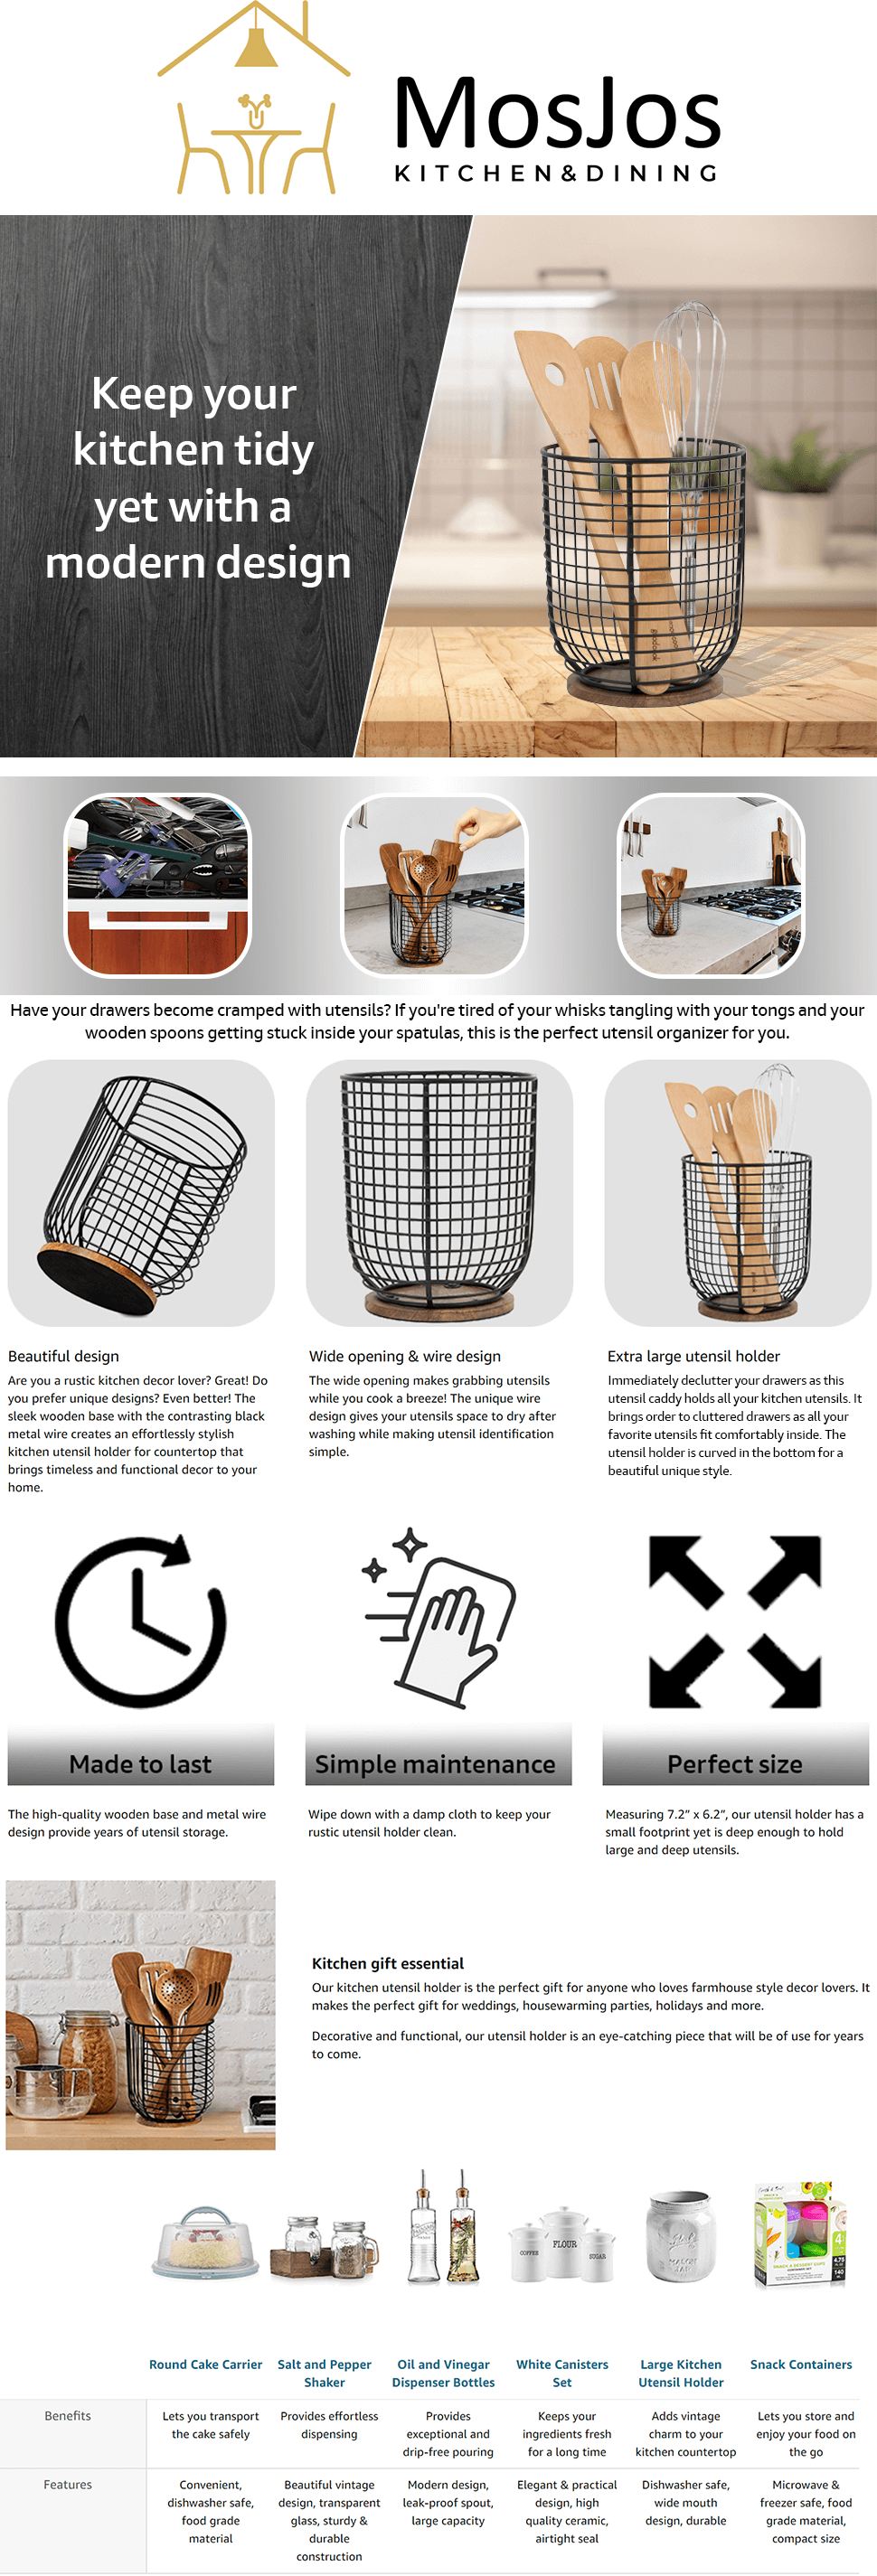 MosJos
KITCHEN&DINING
Keep your
kitchen tidy
yet with a
modern design
Have your drawers become cramped with utensils? If you're tired of your whisks tangling with your tongs and your
wooden spoons getting stuck inside your spatulas, this is the perfect utensil organizer for you.
Beautiful design
Are you a rustic kitchen decor lover? Great! Do
you prefer unique designs? Even better! The
sleek wooden base with the contrasting black
metal wire creates an effortlessly stylish
kitchen utensil holder for countertop that
brings timeless and functional decor to your
home.
Wide opening & wire design
The wide opening makes grabbing utensils
while you cook a breeze! The unique wire
design gives your utensils space to dry after
washing while making utensil identification
simple.
Extra large utensil holder
Immediately declutter your drawers as this
utensil caddy holds all your kitchen utensils. It
brings order to cluttered drawers as all your
favorite utensils fit comfortably inside. The
utensil holder is curved in the bottom for a
beautiful unique style.
Made to last
The high-quality wooden base and metal wire
design provide years of utensil storage.
Simple maintenance
Wipe down with a damp cloth to keep your
rustic utensil holder clean.
Perfect size
Measuring 7.2” x 6.2”, our utensil holder has a
small footprint yet is deep enough to hold
large and deep utensils.
Kitchen gift essential
Our kitchen utensil holder is the perfect gift for anyone who loves farmhouse style decor lovers. It
makes the perfect gift for weddings, housewarming parties, holidays and more.
Decorative and functional, our utensil holder is an eye-catching piece that will be of use for years
to come.
COFFEE
FLOUR
SUGAR
MASON
JAR
Round Cake Carrier
Salt and Pepper
Shaker
Oil and Vinegar
Dispenser Bottles
White Canisters
Set
Large Kitchen
Utensil Holder
Snack Containers
Benefits
Lets you transport
the cake safely
Provides effortless
dispensing
Provides
exceptional and
drip-free pouring
Keeps your
ingredients fresh
for a long time
Adds vintage
charm to your
kitchen countertop
Lets you store and
enjoy your food on
the go
Features
Convenient,
dishwasher safe,
food grade
material
Beautiful vintage
design, transparent
glass, sturdy &
durable
construction
Modern design,
leak-proof spout,
large capacity
Elegant & practical
design, high
quality ceramic,
airtight seal
Dishwasher safe,
wide mouth
design, durable
Microwave &
freezer safe, food
grade material,
compact size